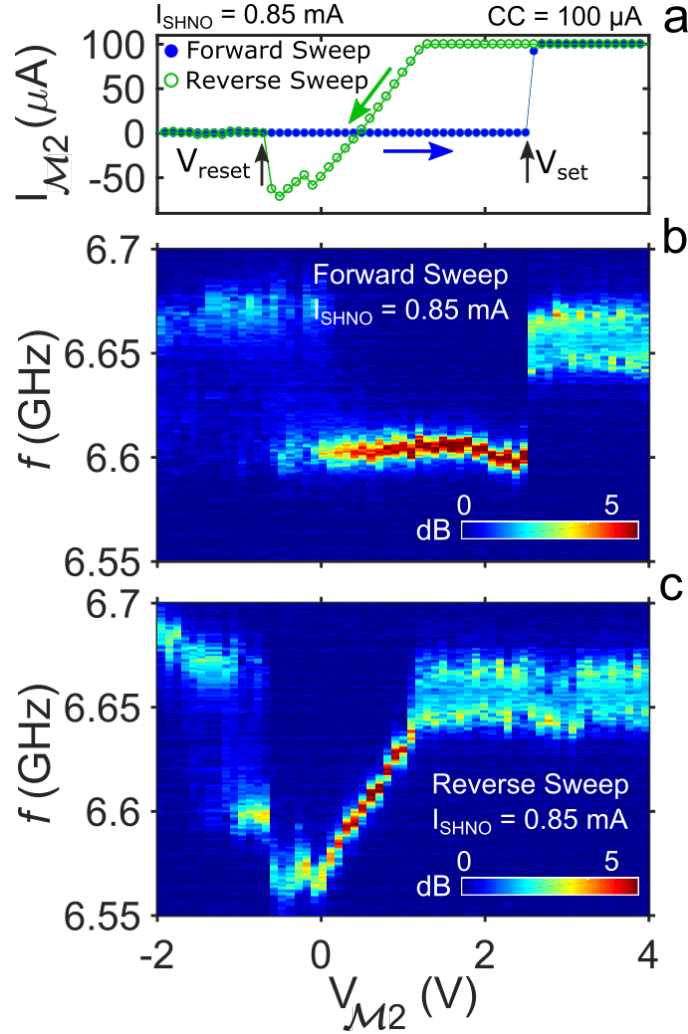 I_SHNO = 0.85 mA CC = 100 μA a
Forward Sweep
Reverse Sweep
I_ℳ2 (μA)
100
50
0
-50
V_reset
V_set
b
Forward Sweep
I_SHNO = 0.85 mA
f (GHz)
6.7
6.65
6.6
6.55
0 5
dB
c
Reverse Sweep
I_SHNO = 0.85 mA
f (GHz)
6.7
6.65
6.6
6.55
0 5
dB
-2 0 2 4
V_ℳ2 (V)